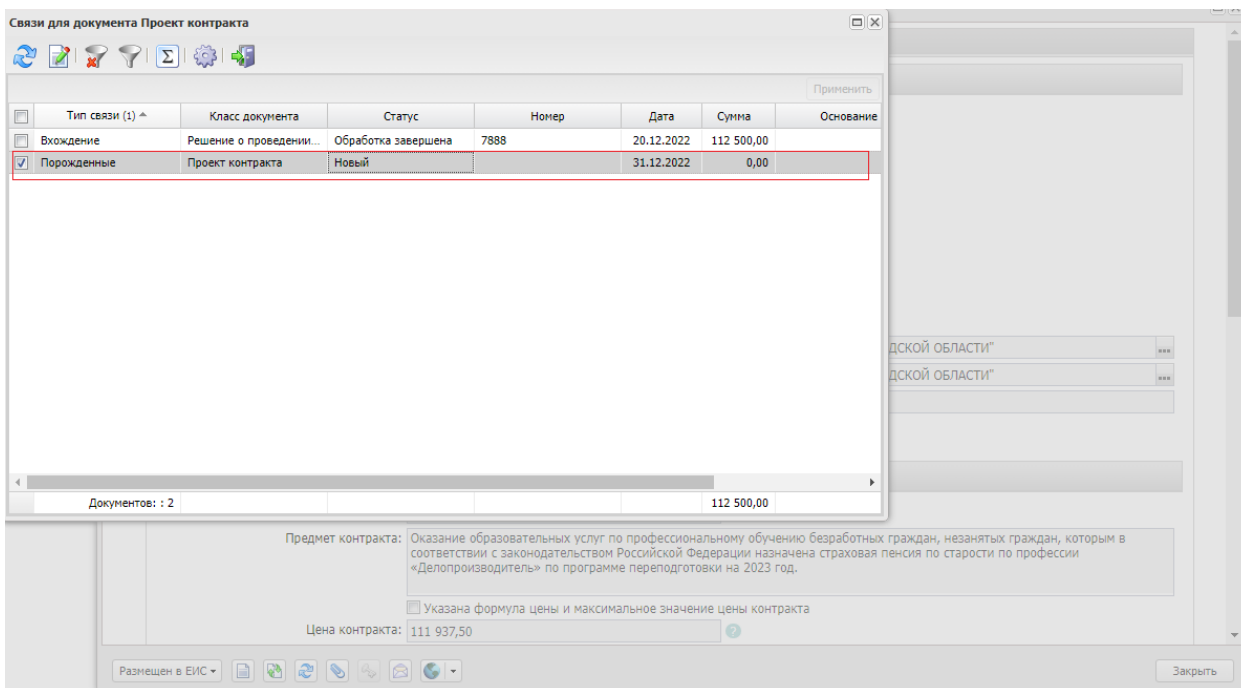 Связи для документа Проект контракта
Применить
Тип связи (1) Класс документа Статус Номер Дата Сумма Основание
Вхождение Решение о проведении... Обработка завершена 7888 20.12.2022 112 500,00
Порожденные Проект контракта Новый 31.12.2022 0,00
ДСКОЙ ОБЛАСТИ"
ДСКОЙ ОБЛАСТИ"
Документов: : 2 112 500,00
Предмет контракта: Оказание образовательных услуг по профессиональному обучению безработных граждан, незанятых граждан, которым в
соответствии с законодательством Российской Федерации назначена страховая пенсия по старости по профессии
«Делопроизводитель» по программе переподготовки на 2023 год.
Указана формула цены и максимальное значение цены контракта
Цена контракта: 111 937,50
Размещен в ЕИС Закрыть